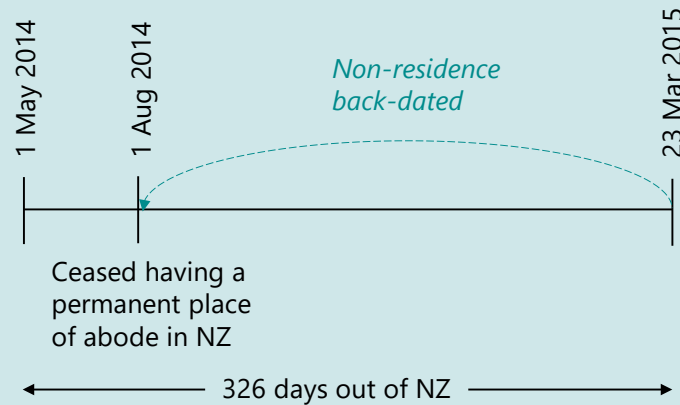 1 May 2014
1 Aug 2014
Non-residence
back-dated
23 Mar 2015
Ceased having a
permanent place
of abode in NZ
326 days out of NZ